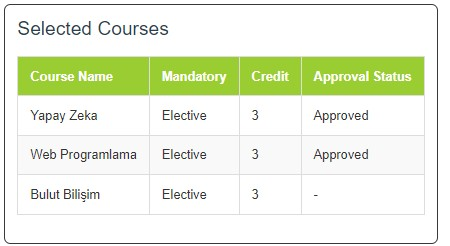 Selected Courses
Course Name Mandatory Credit Approval Status
Yapay Zeka Elective 3 Approved
Web Programlama Elective 3 Approved
Bulut Bilişim Elective 3 -